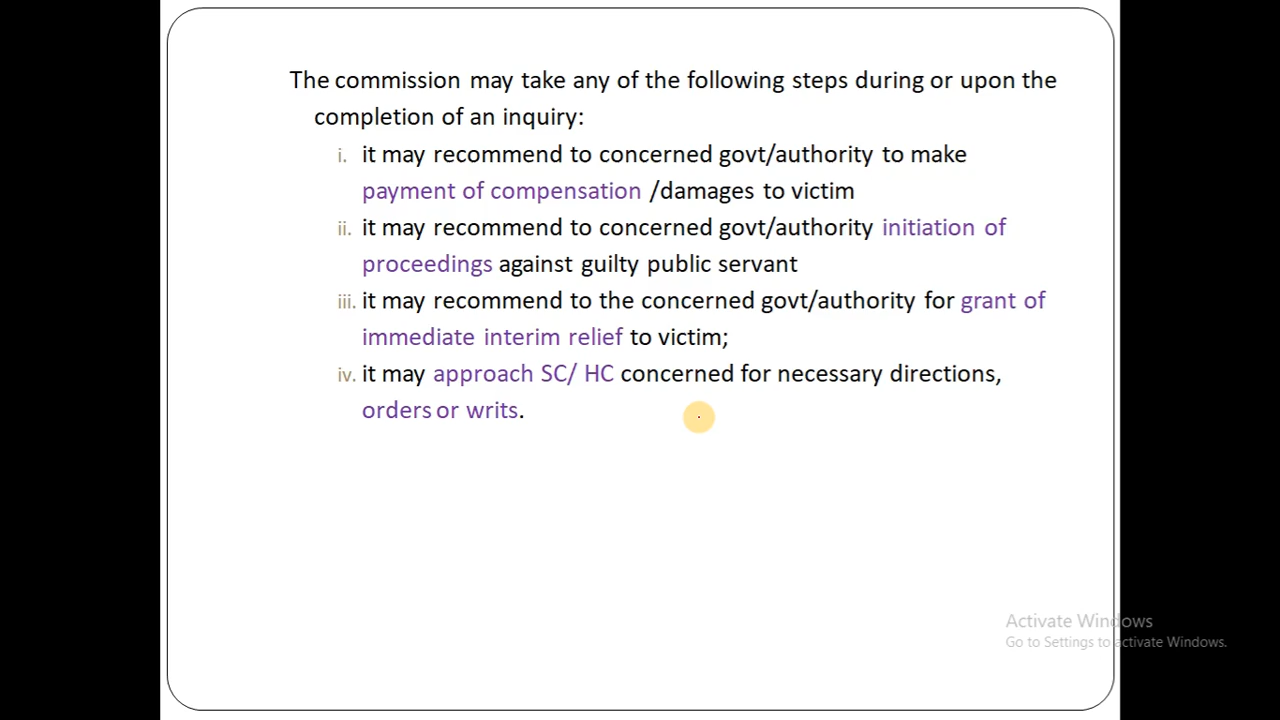 The commission may take any of the following steps during or upon the
completion of an inquiry:
i. it may recommend to concerned govt/authority to make
payment of compensation /damages to victim
ii. it may recommend to concerned govt/authority initiation of
proceedings against guilty public servant
iii. it may recommend to the concerned govt/authority for grant of
immediate interim relief to victim;
iv. it may approach SC/ HC concerned for necessary directions,
orders or writs.
Activate Windows
Go to Settings to activate Windows.